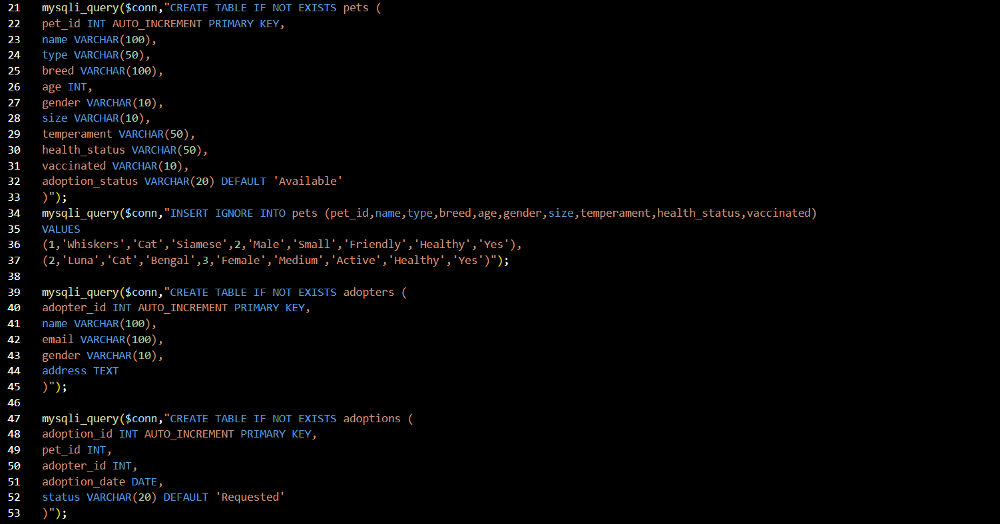 21 mysqli_query($conn,"CREATE TABLE IF NOT EXISTS pets (
22 pet_id INT AUTO_INCREMENT PRIMARY KEY,
23 name VARCHAR(100),
24 type VARCHAR(50),
25 breed VARCHAR(100),
26 age INT,
27 gender VARCHAR(10),
28 size VARCHAR(10),
29 temperament VARCHAR(50),
30 health_status VARCHAR(50),
31 vaccinated VARCHAR(10),
32 adoption_status VARCHAR(20) DEFAULT 'Available'
33 )");
34 mysqli_query($conn,"INSERT IGNORE INTO pets (pet_id,name,type,breed,age,gender,size,temperament,health_status,vaccinated)
35 VALUES
36 (1,'Whiskers','Cat','Siamese',2,'Male','Small','Friendly','Healthy','Yes'),
37 (2,'Luna','Cat','Bengal',3,'Female','Medium','Active','Healthy','Yes')");
38
39 mysqli_query($conn,"CREATE TABLE IF NOT EXISTS adopters (
40 adopter_id INT AUTO_INCREMENT PRIMARY KEY,
41 name VARCHAR(100),
42 email VARCHAR(100),
43 gender VARCHAR(10),
44 address TEXT
45 )");
46
47 mysqli_query($conn,"CREATE TABLE IF NOT EXISTS adoptions (
48 adoption_id INT AUTO_INCREMENT PRIMARY KEY,
49 pet_id INT,
50 adopter_id INT,
51 adoption_date DATE,
52 status VARCHAR(20) DEFAULT 'Requested'
53 )");